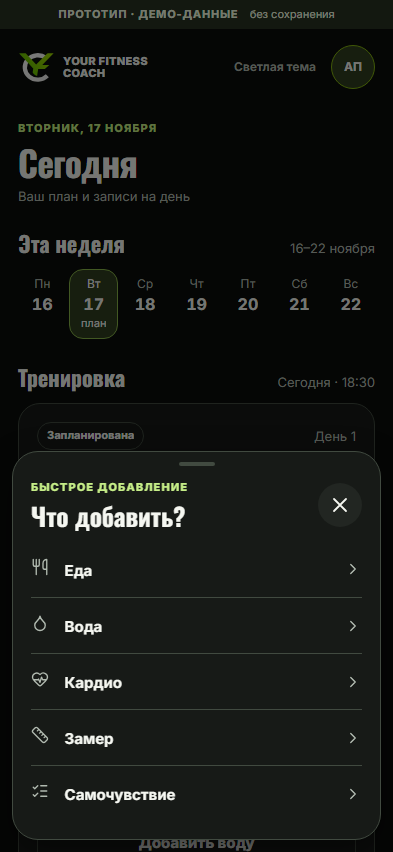 ПРОТОТИП · ДЕМО-ДАННЫЕ без сохранения
YOUR FITNESS
COACH
Светлая тема
АП
ВТОРНИК, 17 НОЯБРЯ
Сегодня
Ваш план и записи на день
Эта неделя
16–22 ноября
Пн Вт Ср Чт Пт Сб Вс
16 17 18 19 20 21 22
план
Тренировка
Сегодня · 18:30
Запланирована
День 1
БЫСТРОЕ ДОБАВЛЕНИЕ
Что добавить?
Еда
Вода
Кардио
Замер
Самочувствие
Добавить воду